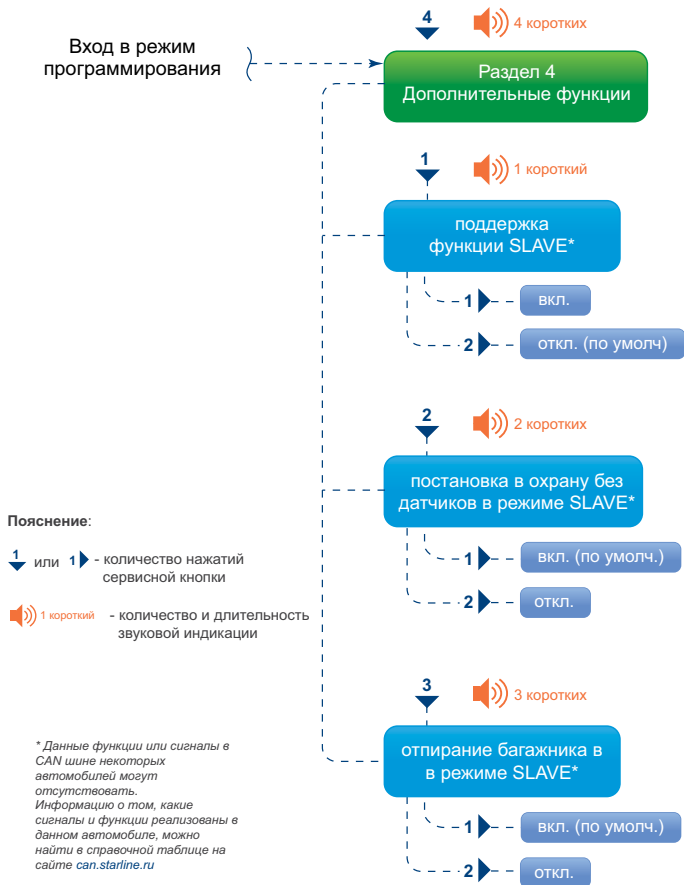 4
4 коротких
Вход в режим
программирования
Раздел 4
Дополнительные функции
1
1 короткий
поддержка
функции SLAVE*
1
вкл.
2
откл. (по умолч)
2
2 коротких
постановка в охрану без
датчиков в режиме SLAVE*
1
вкл. (по умолч.)
2
откл.
Пояснение:
1 или 1 - количество нажатий
сервисной кнопки
1 короткий - количество и длительность
звуковой индикации
3
3 коротких
отпирание багажника в
в режиме SLAVE*
1
вкл. (по умолч.)
2
откл.
* Данные функции или сигналы в
CAN шине некоторых
автомобилей могут
отсутствовать.
Информацию о том, какие
сигналы и функции реализованы в
данном автомобиле, можно
найти в справочной таблице на
сайте can.starline.ru